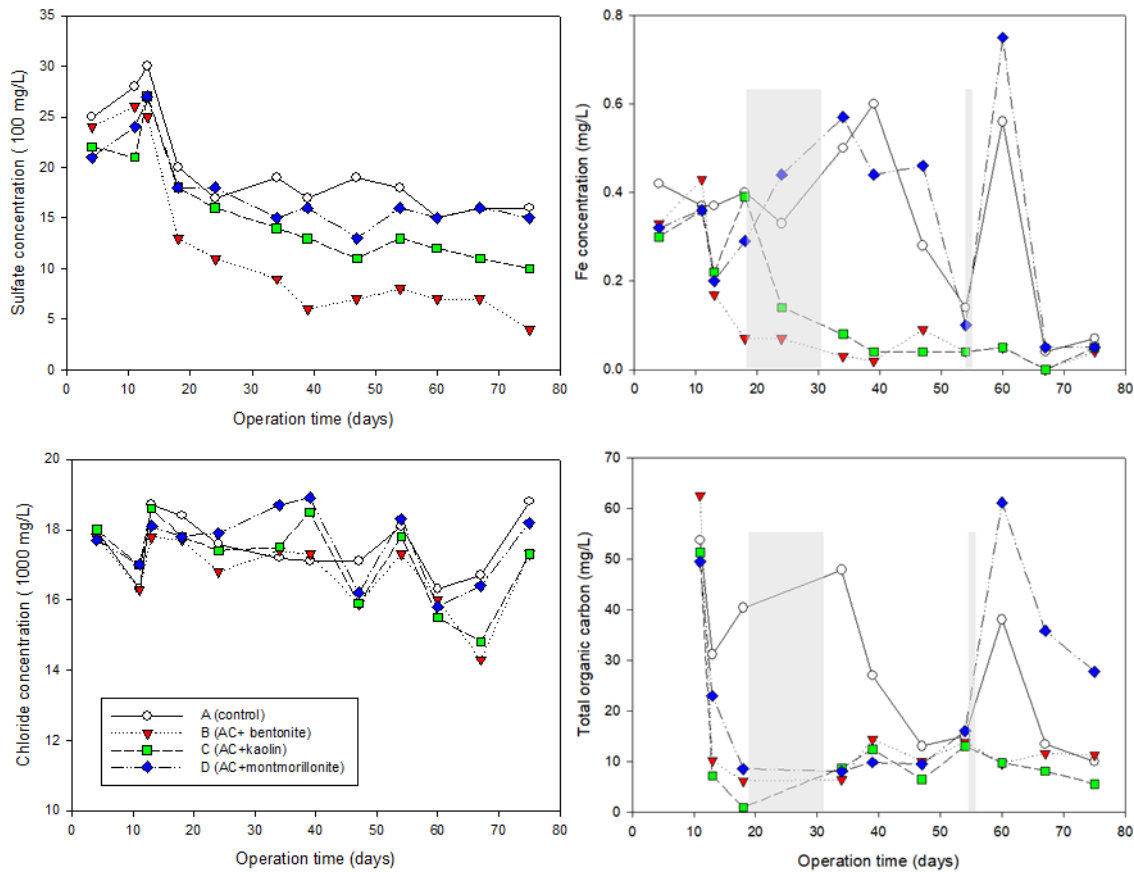 Sulfate concentration ( 100 mg/L)
35
30
25
20
15
10
5
0
0 10 20 30 40 50 60 70 80
Operation time (days)
Fe concentration (mg/L)
0.8
0.6
0.4
0.2
0.0
0 10 20 30 40 50 60 70 80
Operation time (days)
Chloride concentration ( 1000 mg/L)
20
18
16
14
12
10
A (control)
B (AC+ bentonite)
C (AC+kaolin)
D (AC+montmorillonite)
0 10 20 30 40 50 60 70 80
Operation time (days)
Total organic carbon (mg/L)
70
60
50
40
30
20
10
0
0 10 20 30 40 50 60 70 80
Operation time (days)